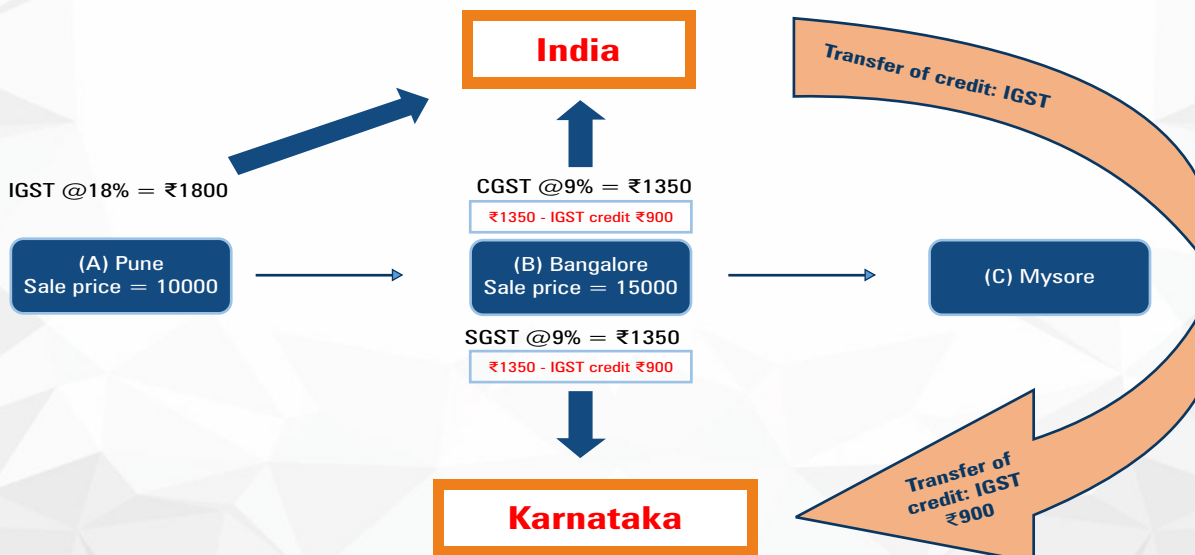 India
Transfer of credit: IGST
IGST @18% = ₹1800
CGST @9% = ₹1350
₹1350 - IGST credit ₹900
(A) Pune
Sale price = 10000
(B) Bangalore
Sale price = 15000
(C) Mysore
SGST @9% = ₹1350
₹1350 - IGST credit ₹900
Transfer of
credit: IGST
₹900
Karnataka